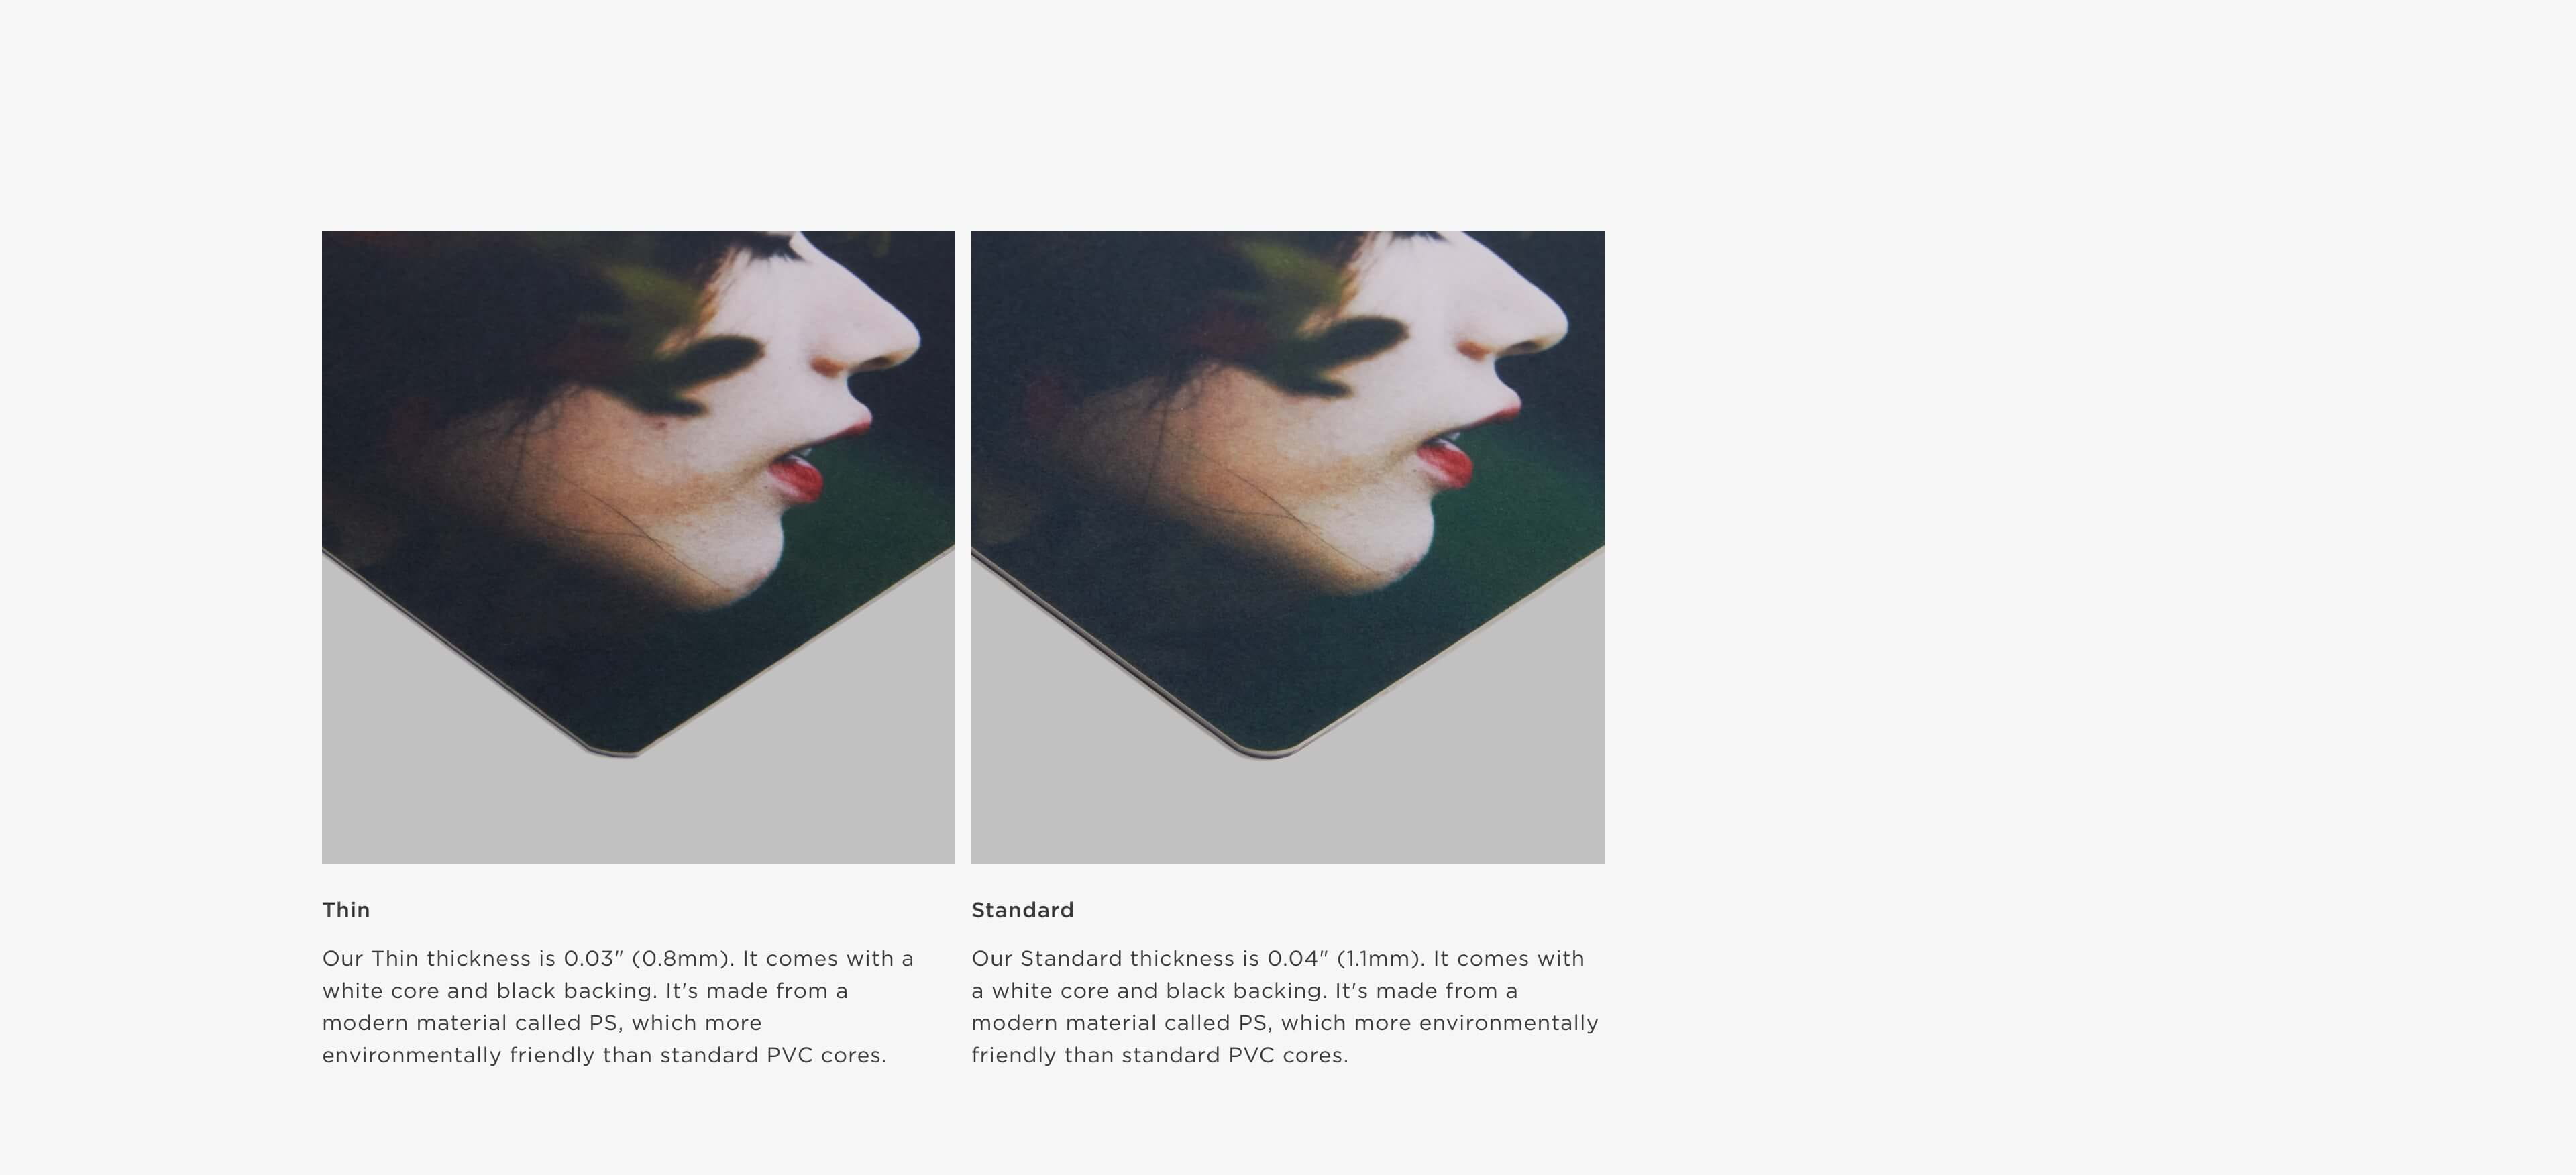 Thin
Our Thin thickness is 0.03" (0.8mm). It comes with a
white core and black backing. It's made from a
modern material called PS, which more
environmentally friendly than standard PVC cores.
Standard
Our Standard thickness is 0.04" (1.1mm). It comes with
a white core and black backing. It's made from a
modern material called PS, which more environmentally
friendly than standard PVC cores.